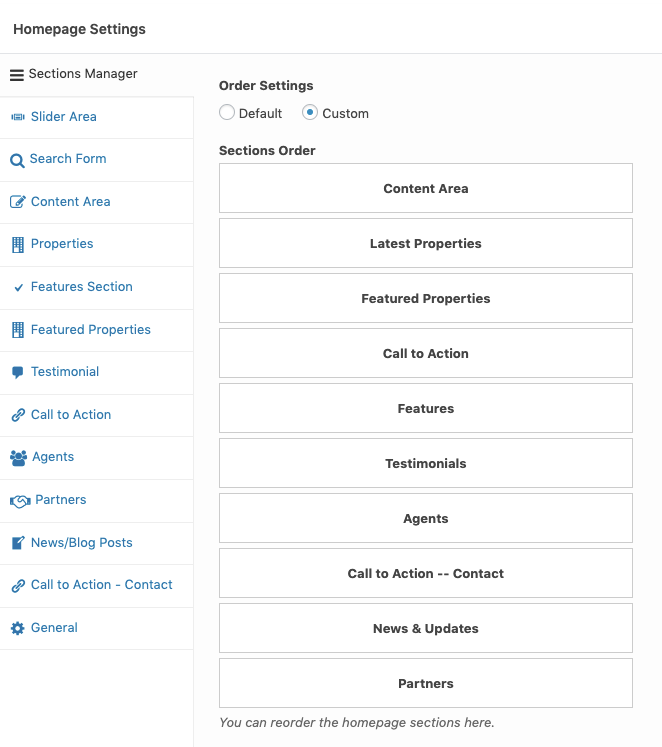 Homepage Settings
Sections Manager
Slider Area
Search Form
Content Area
Properties
Features Section
Featured Properties
Testimonial
Call to Action
Agents
Partners
News/Blog Posts
Call to Action - Contact
General
Order Settings
Default Custom
Sections Order
Content Area
Latest Properties
Featured Properties
Call to Action
Features
Testimonials
Agents
Call to Action -- Contact
News & Updates
Partners
You can reorder the homepage sections here.